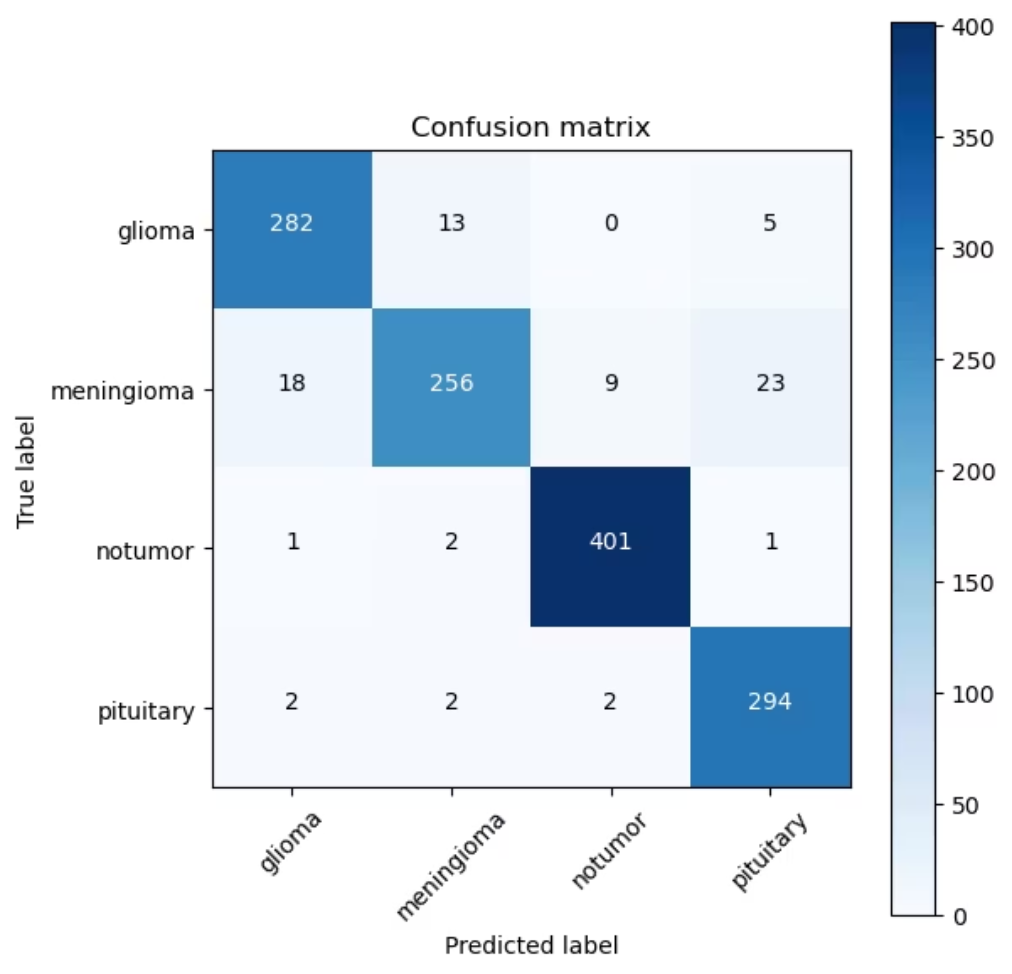 Confusion matrix
glioma 282 13 0 5
meningioma 18 256 9 23
notumor 1 2 401 1
pituitary 2 2 2 294
True label
glioma meningioma notumor pituitary
Predicted label
400
350
300
250
200
150
100
50
0